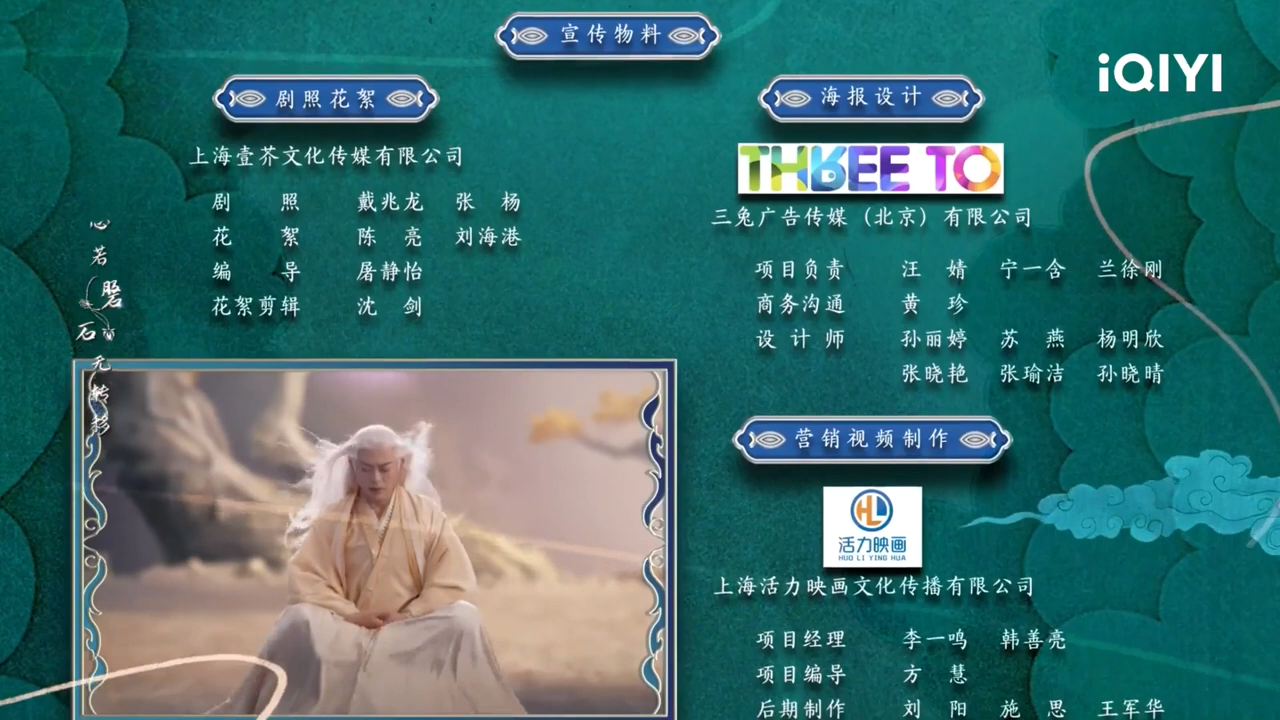 宣传物料
iQIYI
剧照花絮
上海壹芥文化传媒有限公司
剧 照 戴兆龙 张 杨
花 絮 陈 亮 刘海港
编 导 屠静怡
花絮剪辑 沈 剑
心若磐石无转移
海报设计
THREE TO
三兔广告传媒（北京）有限公司
项目负责 汪 婧 宁一含 兰徐刚
商务沟通 黄 珍
设 计 师 孙丽婷 苏 燕 杨明欣
张晓艳 张瑜洁 孙晓晴
营销视频制作
HL
活力映画
HUO LI YING HUA
上海活力映画文化传播有限公司
项目经理 李一鸣 韩善亮
项目编导 方 慧
后期制作 刘 阳 施 思 王军华